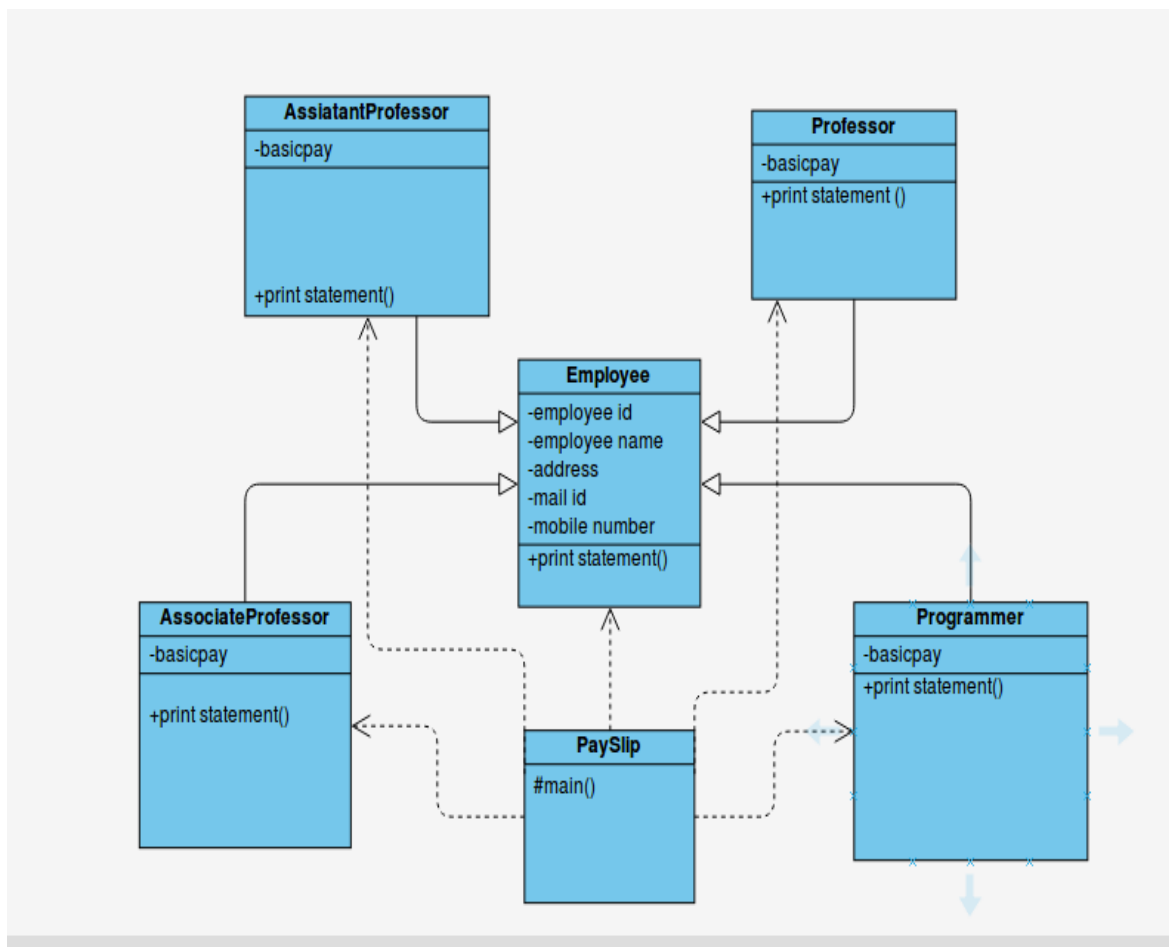 AssiatantProfessor
-basicpay
+print statement()
Professor
-basicpay
+print statement ()
Employee
-employee id
-employee name
-address
-mail id
-mobile number
+print statement()
AssociateProfessor
-basicpay
+print statement()
PaySlip
#main()
Programmer
-basicpay
+print statement()